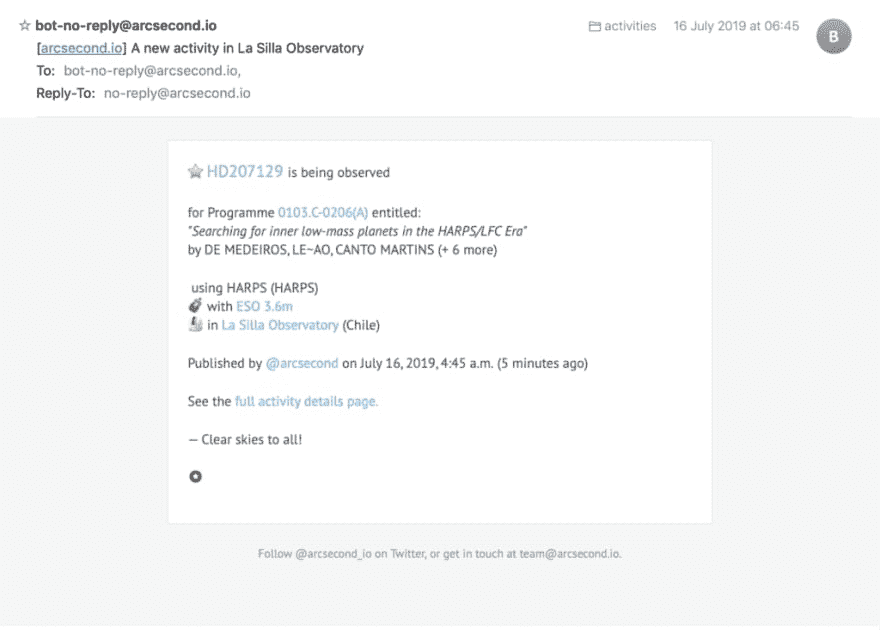 ☆ bot-no-reply@arcsecond.io
activities 16 July 2019 at 06:45
B
[arcsecond.io] A new activity in La Silla Observatory
To: bot-no-reply@arcsecond.io,
Reply-To: no-reply@arcsecond.io
HD207129 is being observed
for Programme 0103.C-0206(A) entitled:
"Searching for inner low-mass planets in the HARPS/LFC Era"
by DE MEDEIROS, LE~AO, CANTO MARTINS (+ 6 more)
using HARPS (HARPS)
with ESO 3.6m
in La Silla Observatory (Chile)
Published by @arcsecond on July 16, 2019, 4:45 a.m. (5 minutes ago)
See the full activity details page.
— Clear skies to all!
Follow @arcsecond_io on Twitter, or get in touch at team@arcsecond.io.